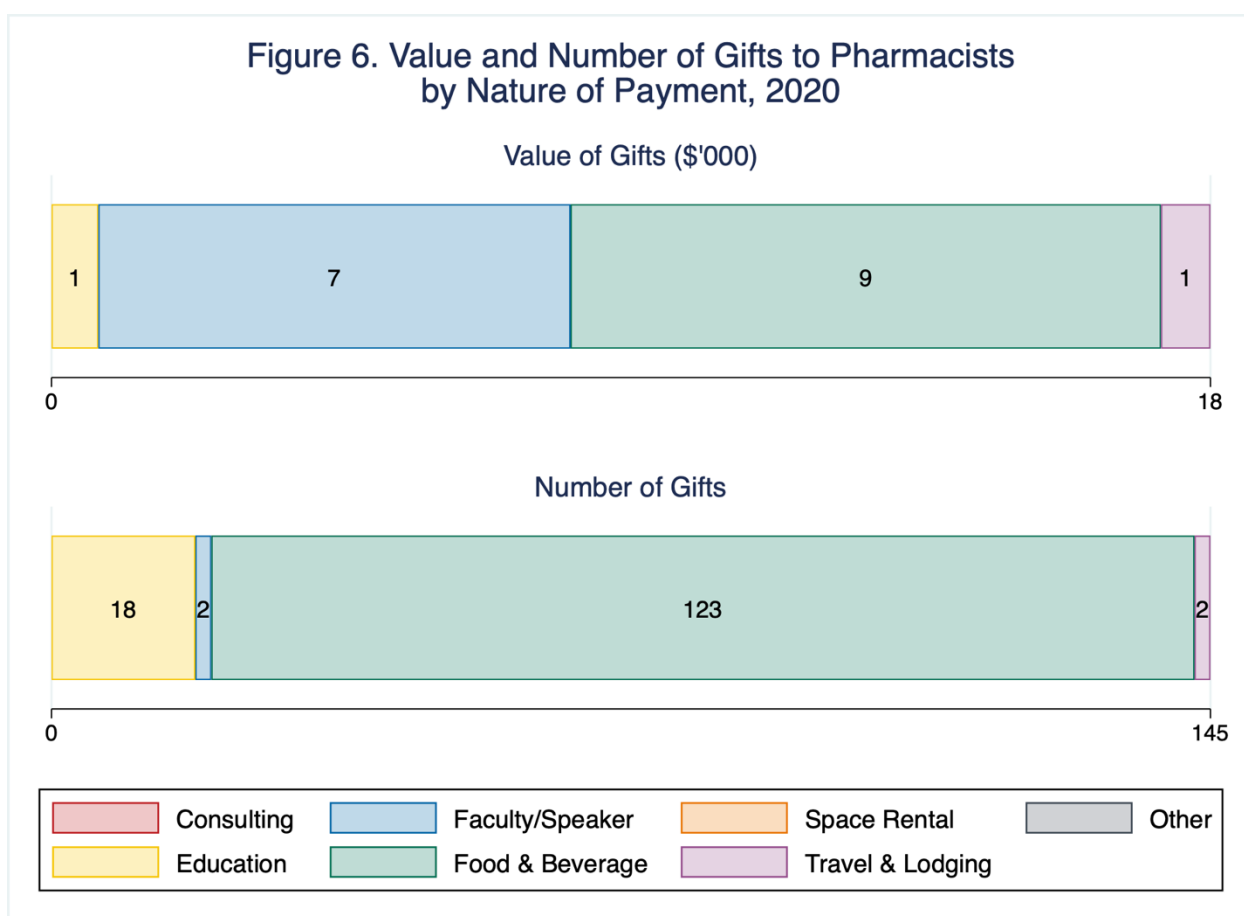 Figure 6. Value and Number of Gifts to Pharmacists
by Nature of Payment, 2020
Value of Gifts ($'000)
1 7 9 1
0 18
Number of Gifts
18 2 123 2
0 145
Consulting Faculty/Speaker Space Rental Other
Education Food & Beverage Travel & Lodging